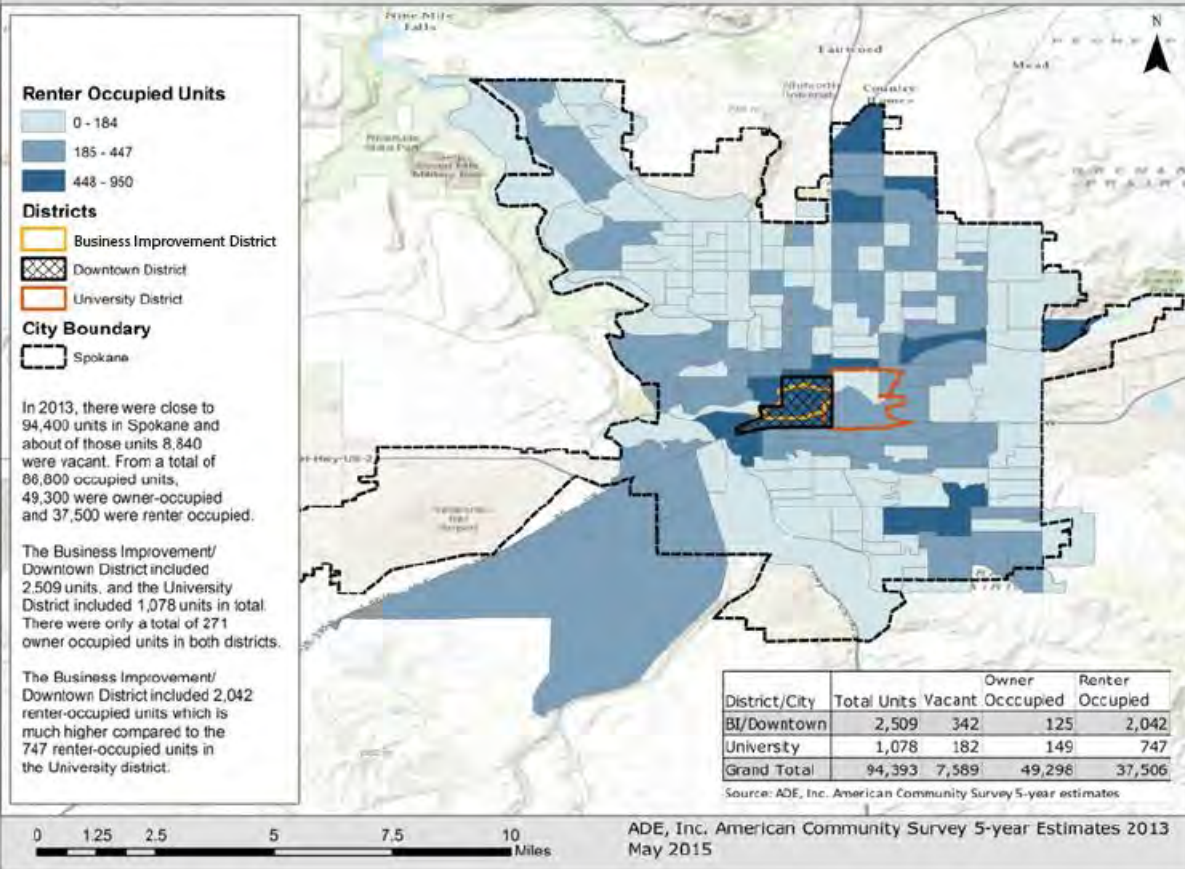 Nine Mile
Falls
Fairwood
Mead
Whitworth
University
Country
Homes
N
Renter Occupied Units
0 - 184
185 - 447
448 - 950
Districts
Business Improvement District
Downtown District
University District
City Boundary
Spokane
In 2013, there were close to
94,400 units in Spokane and
about of those units 8,840
were vacant. From a total of
86,800 occupied units,
49,300 were owner-occupied
and 37,500 were renter occupied.
The Business Improvement/
Downtown District included
2,509 units, and the University
District included 1,078 units in total.
There were only a total of 271
owner occupied units in both districts.
The Business Improvement/
Downtown District included 2,042
renter-occupied units which is
much higher compared to the
747 renter-occupied units in
the University district.
Riverside
State Park
District/City Total Units Vacant Owner Occcupied Renter Occupied
BI/Downtown 2,509 342 125 2,042
University 1,078 182 149 747
Grand Total 94,393 7,589 49,298 37,506
Source: ADE, Inc. American Community Survey 5-year estimates
0 1.25 2.5 5 7.5 10 Miles
ADE, Inc. American Community Survey 5-year Estimates 2013
May 2015